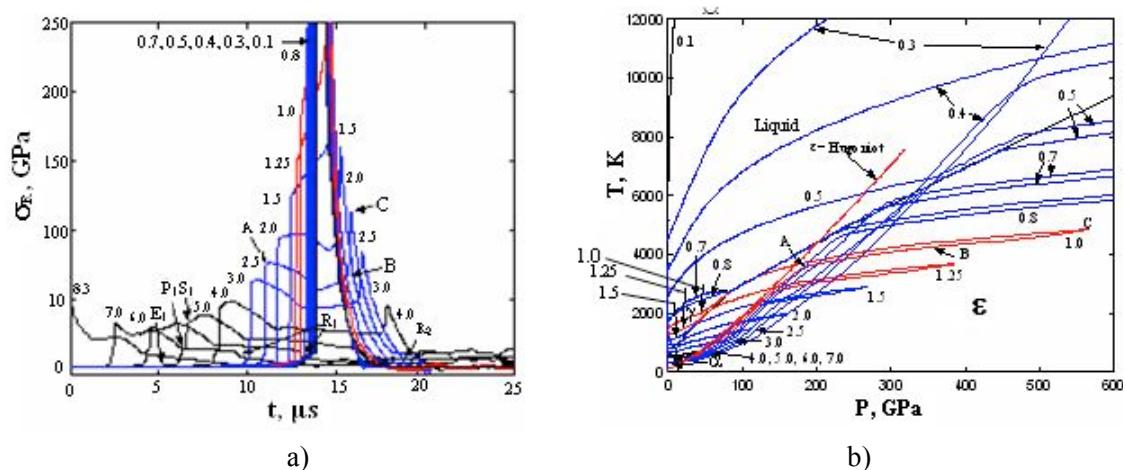 250
200
150
100
10
0
σR, GPa
0.7, 0.5, 0.4, 0.3, 0.1
0.8
1.0
1.25
1.5
A 2.0
2.5
3.0
4.0
8.3
7.0 6.0 E1
P1S1
5.0
1.5
2.0
C
2.5
B
3.0
4.0
R1
R2
0 5 10 15 20 25
t, μs
a)
T, K
12000
10000
8000
6000
4000
2000
0
0.1
0.3
0.4
Liquid
0.5
ε-Hugoniot
0.7
0.5
0.8
A
C
1.0
B
1.25
1.0
1.25
1.5
0.7
0.8
1.5
2.0
2.5
3.0
4.0, 5.0, 6.0, 7.0
ε
α
0 100 200 300 400 500 600
P, GPa
b)